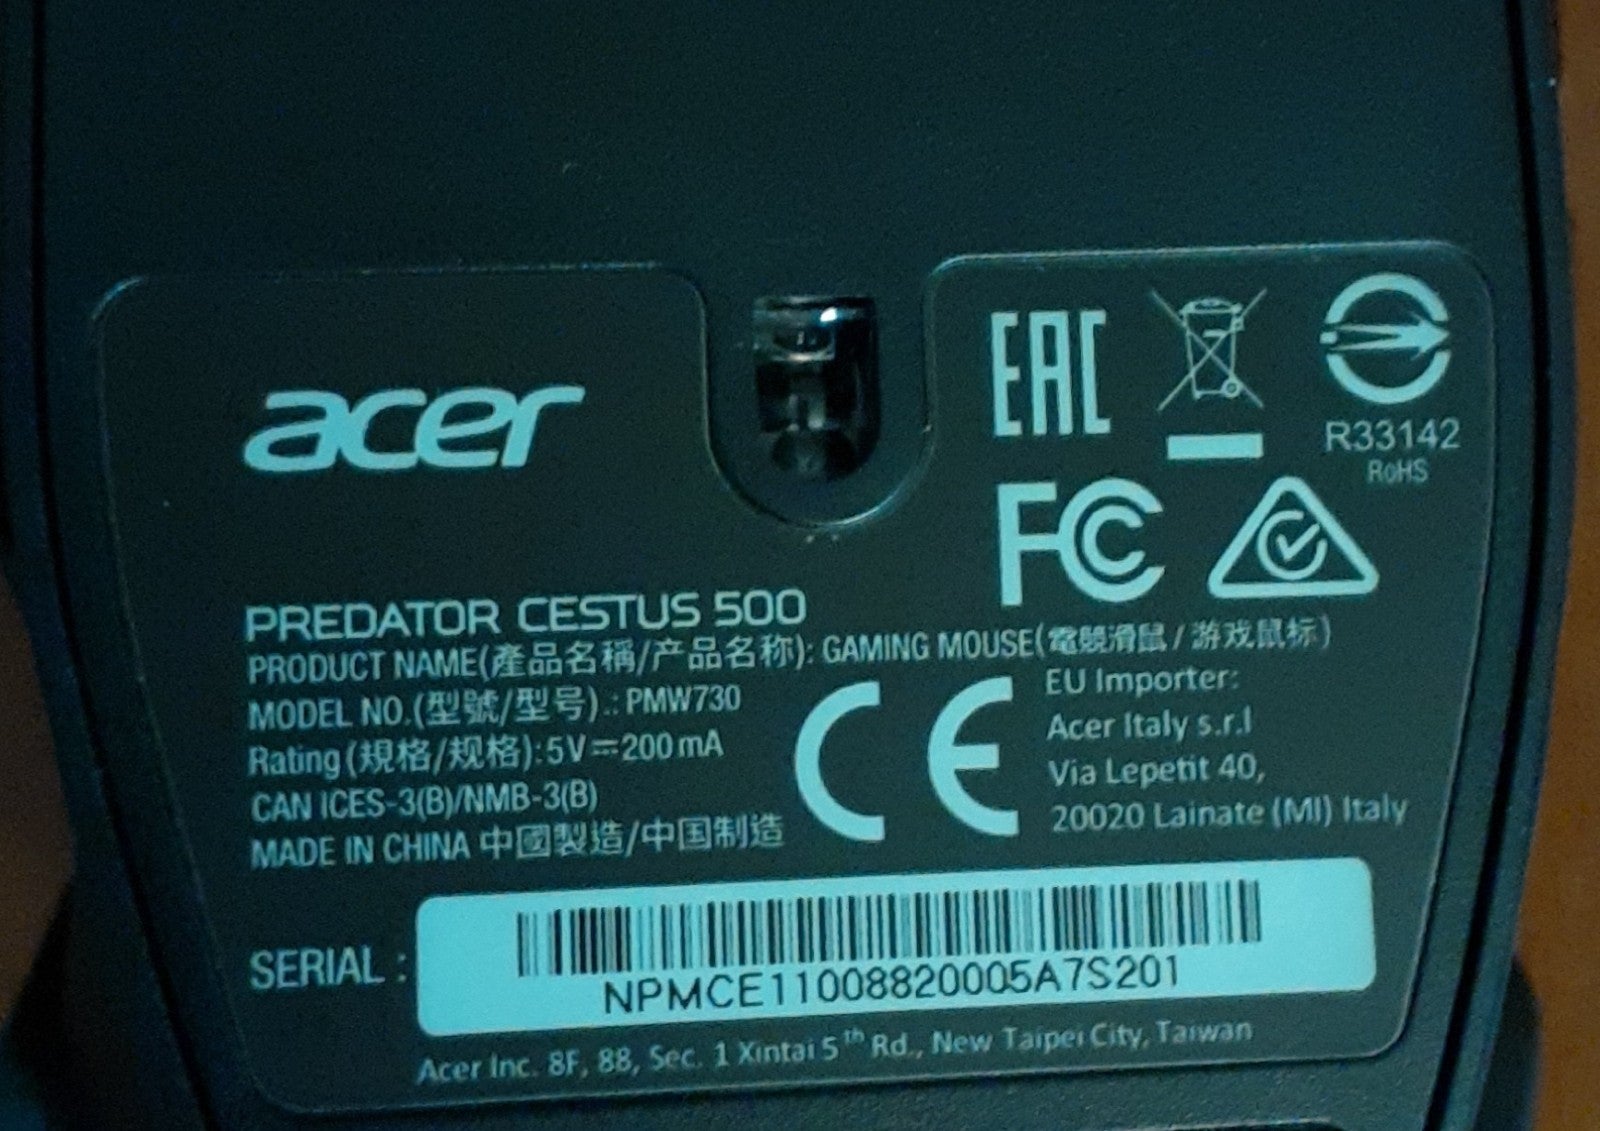 acer
EAC
R33142
RoHS
FC
PREDATOR CESTUS 500
PRODUCT NAME(產品名稱/产品名称): GAMING MOUSE(電競滑鼠 / 游戏鼠标)
MODEL NO.(型號/型号).: PMW730
Rating (規格/规格): 5V⎓200 mA
CAN ICES-3(B)/NMB-3(B)
MADE IN CHINA 中國製造/中国制造
CE
EU Importer:
Acer Italy s.r.l
Via Lepetit 40,
20020 Lainate (MI) Italy
SERIAL :
NPMCE11008820005A7S201
Acer Inc. 8F, 88, Sec. 1 Xintai 5th Rd., New Taipei City, Taiwan